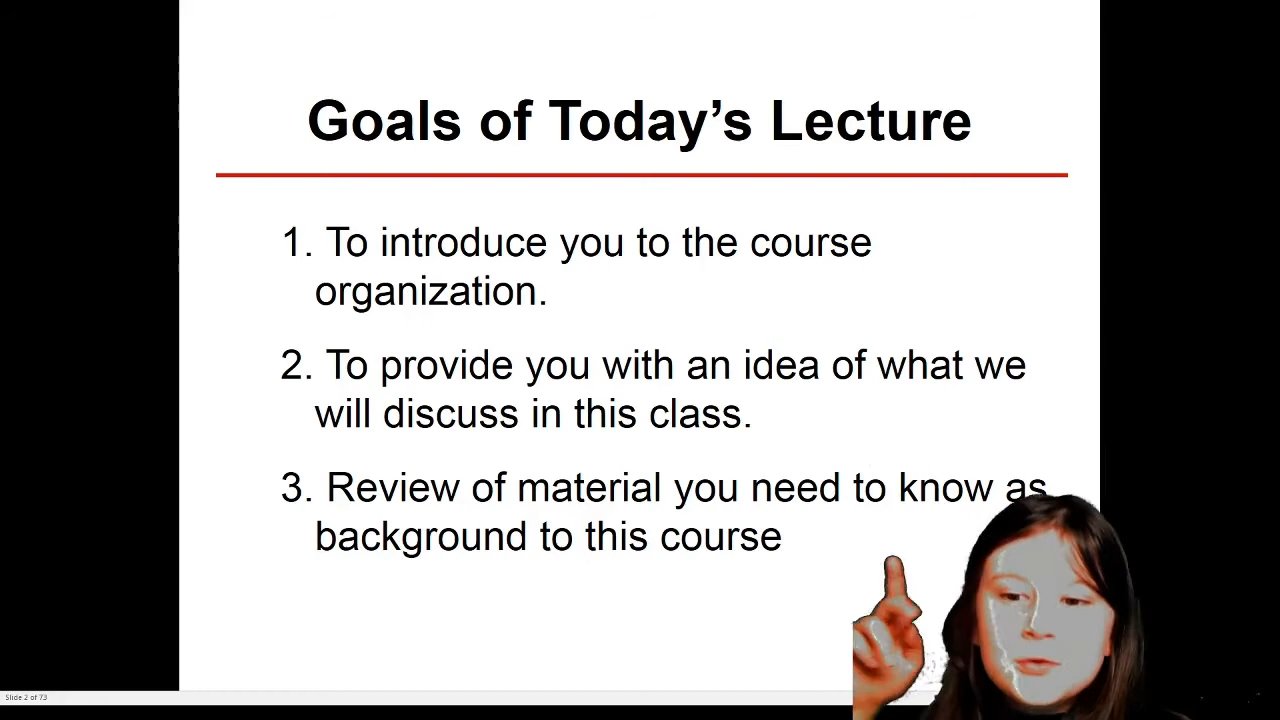 Goals of Today’s Lecture
1. To introduce you to the course
organization.
2. To provide you with an idea of what we
will discuss in this class.
3. Review of material you need to know as
background to this course
Slide 2 of 73